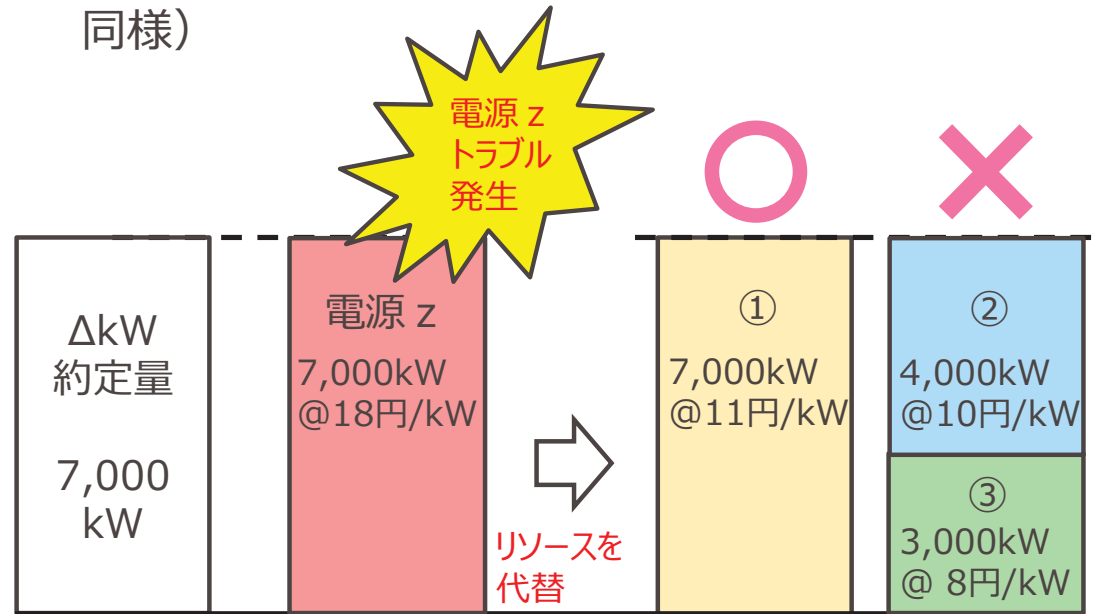 同様）
電源 z
トラブル
発生
ΔkW
約定量
7,000
kW
電源 z
7,000kW
@18円/kW
リソースを
代替
①
7,000kW
@11円/kW
②
4,000kW
@10円/kW
③
3,000kW
@ 8円/kW